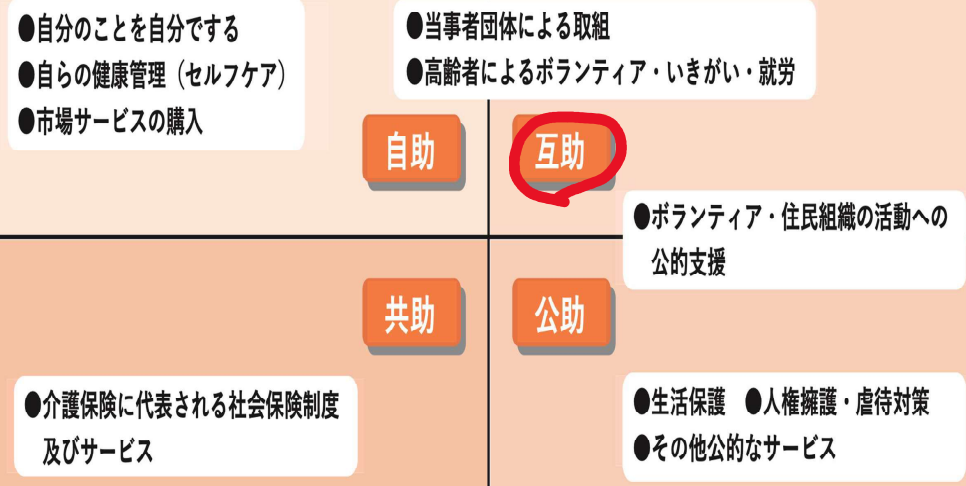 ●自分のことを自分でする
●自らの健康管理（セルフケア）
●市場サービスの購入
●当事者団体による取組
●高齢者によるボランティア・いきがい・就労
自助
互助
●ボランティア・住民組織の活動への
公的支援
共助
公助
●介護保険に代表される社会保険制度
及びサービス
●生活保護　●人権擁護・虐待対策
●その他公的なサービス